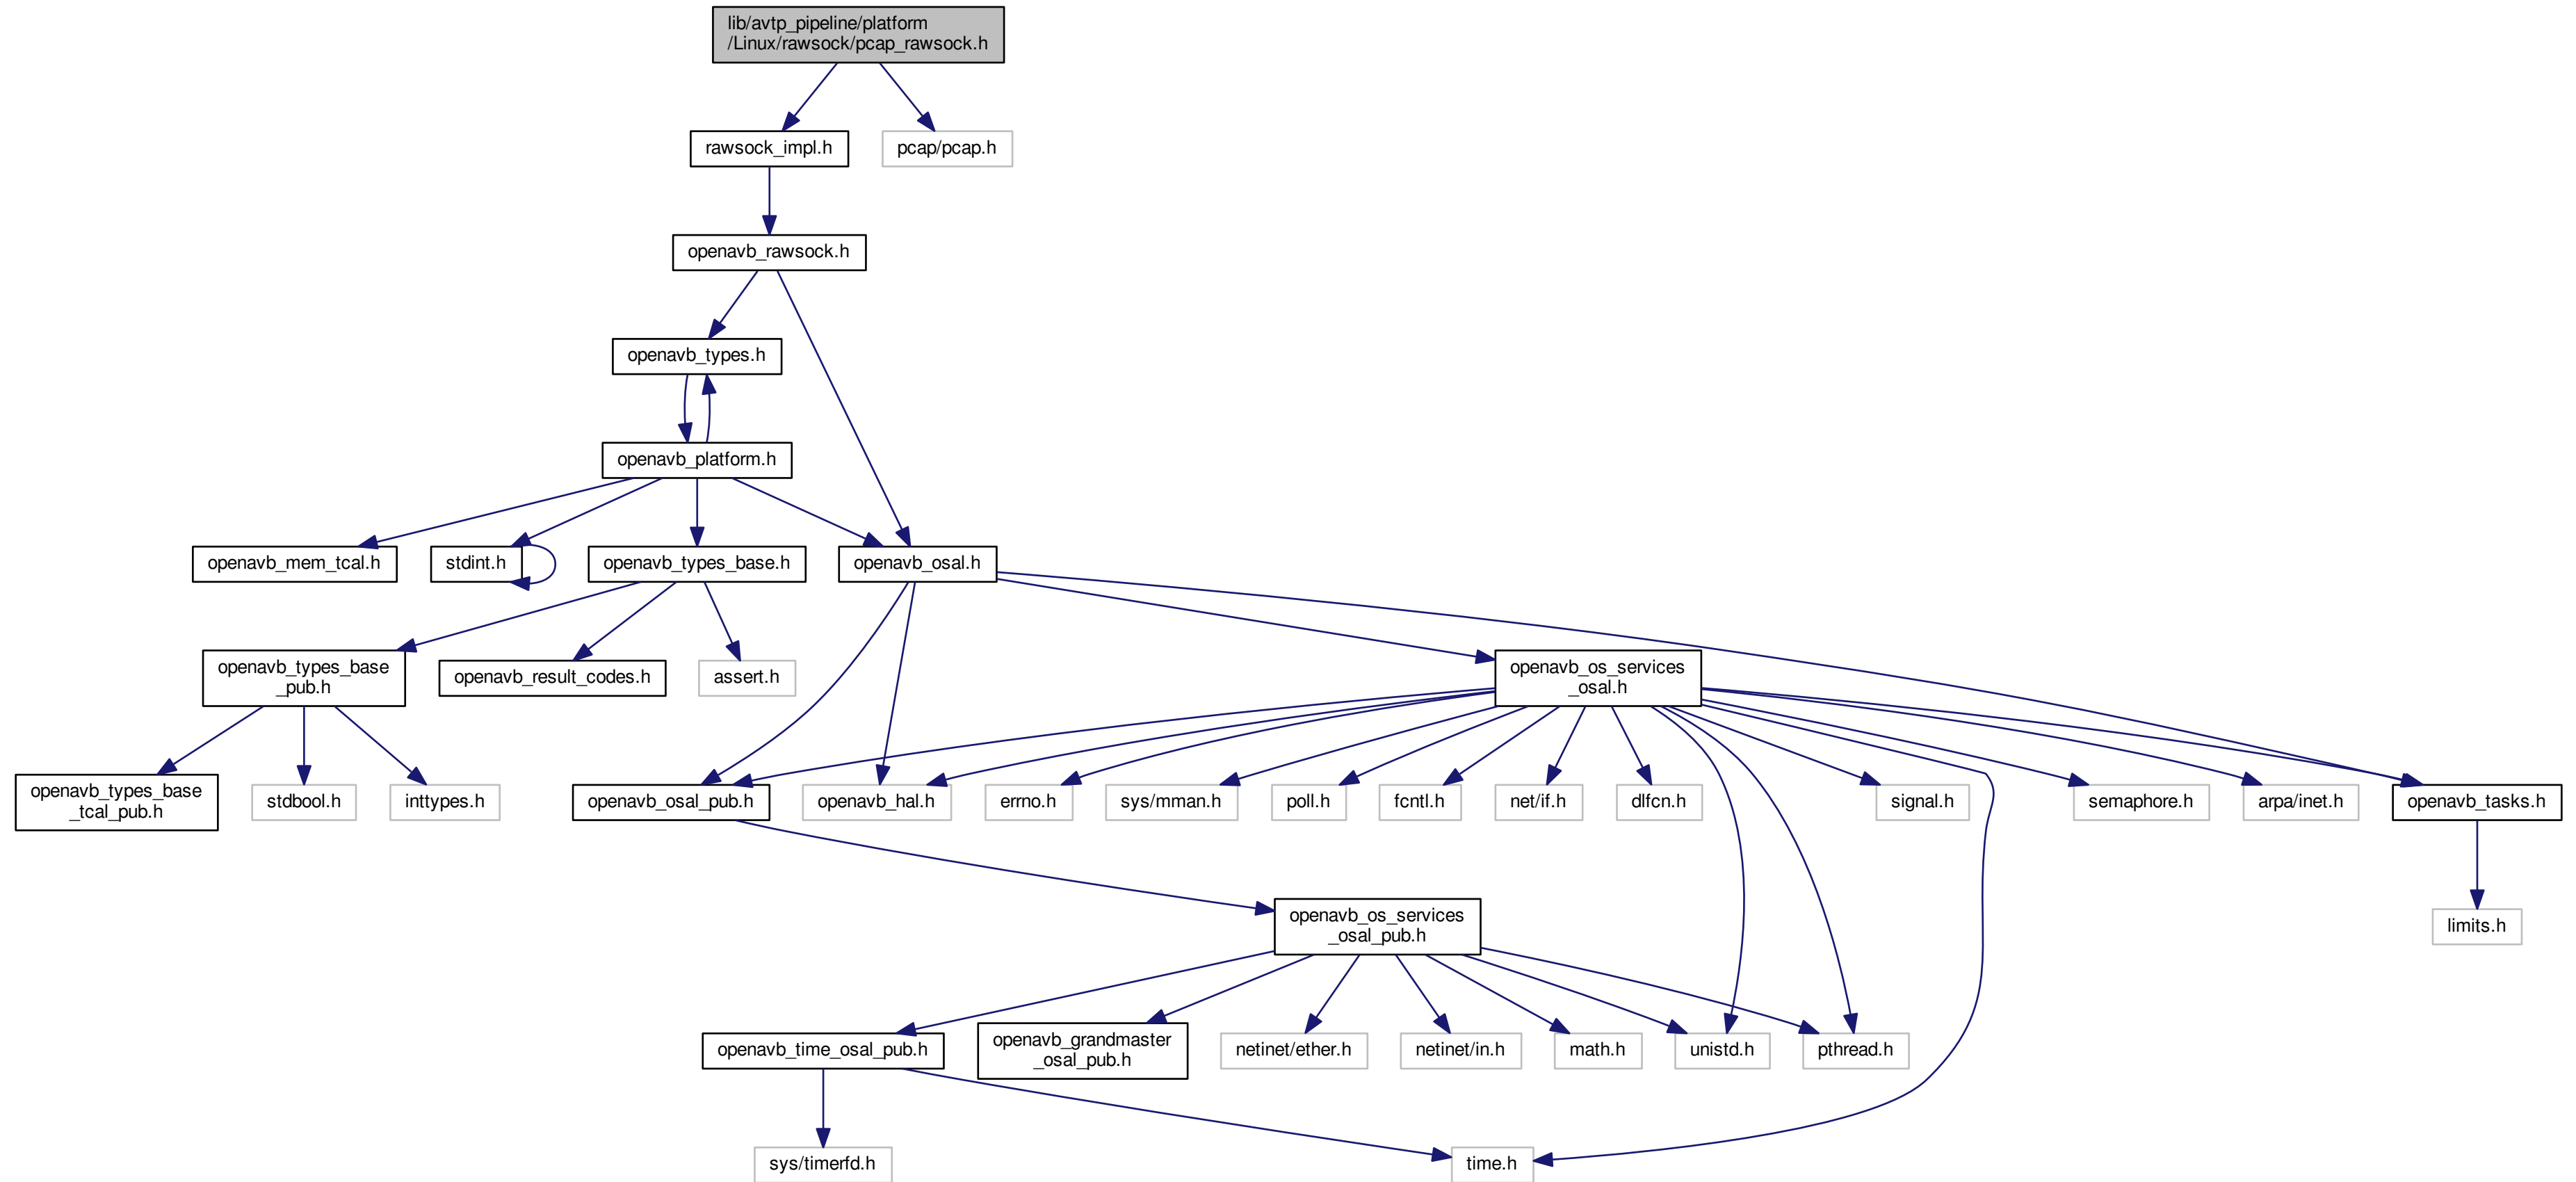 lib/avtp_pipeline/platform
/Linux/rawsock/pcap_rawsock.h
rawsock_impl.h
pcap/pcap.h
openavb_rawsock.h
openavb_types.h
openavb_platform.h
openavb_mem_tcal.h
stdint.h
openavb_types_base.h
openavb_osal.h
openavb_types_base
_pub.h
openavb_result_codes.h
assert.h
openavb_os_services
_osal.h
openavb_types_base
_tcal_pub.h
stdbool.h
inttypes.h
openavb_osal_pub.h
openavb_hal.h
errno.h
sys/mman.h
poll.h
fcntl.h
net/if.h
dlfcn.h
signal.h
semaphore.h
arpa/inet.h
openavb_tasks.h
openavb_os_services
_osal_pub.h
limits.h
openavb_time_osal_pub.h
openavb_grandmaster
_osal_pub.h
netinet/ether.h
netinet/in.h
math.h
unistd.h
pthread.h
sys/timerfd.h
time.h